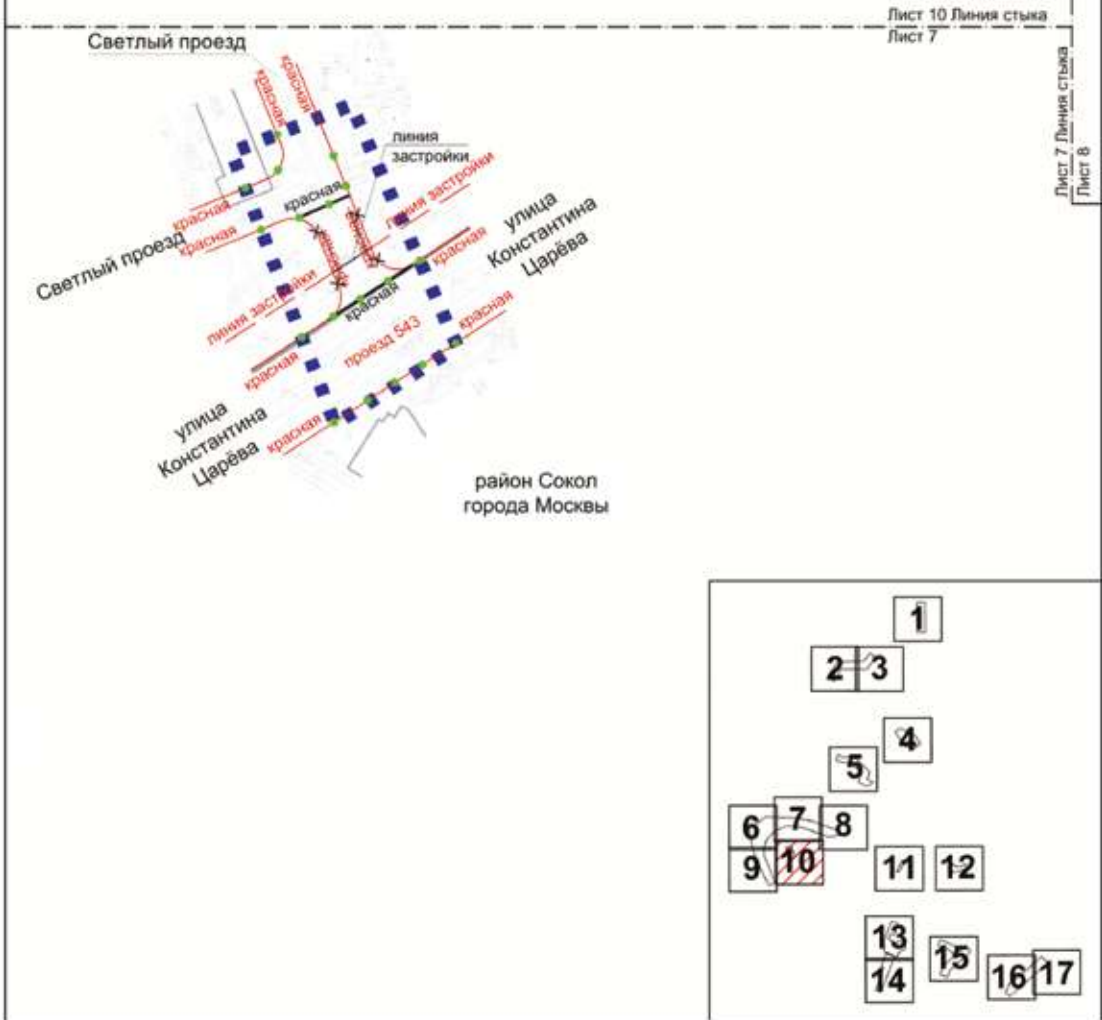 Лист 10 Линия стыка
Лист 7
Лист 7 Линия стыка
Лист 8
Светлый проезд
красная
красная
линия
застройки
линия застройки
красная
красная
красная
Светлый проезд
улица
Константина
Царёва
красная
линия застройки
красная
красная
проезд 543
красная
улица
Константина
Царёва
красная
район Сокол
города Москвы
1
2
3
4
5
6
7
8
9
10
11
12
13
14
15
16
17